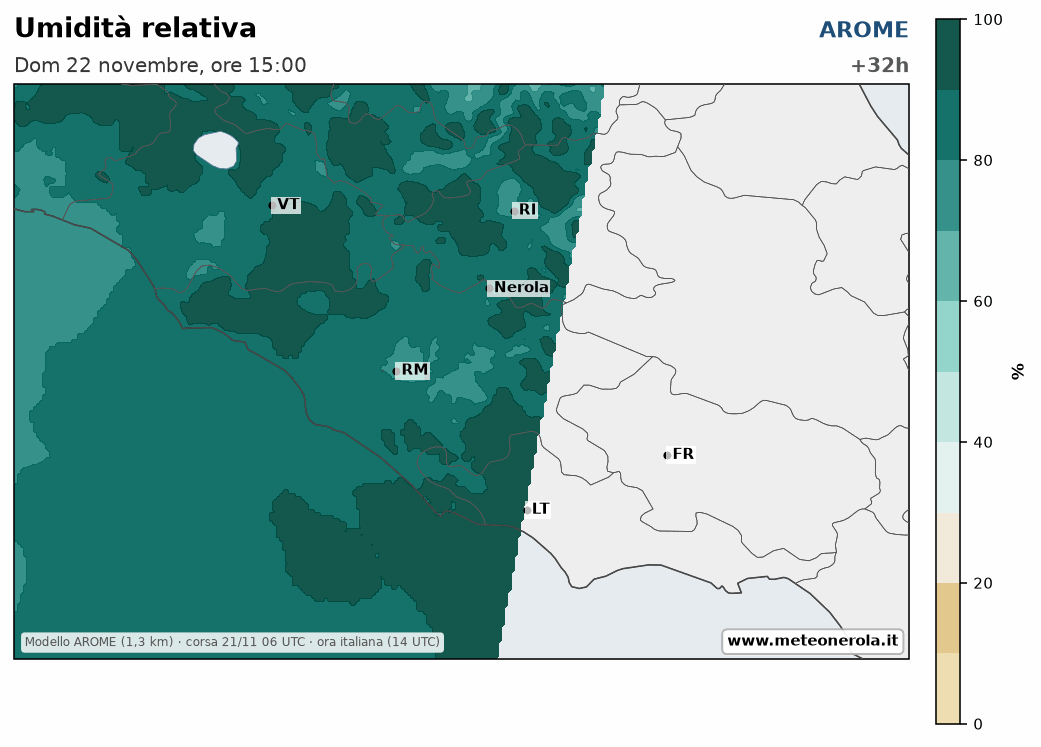 Umidità relativa
AROME
Dom 22 novembre, ore 15:00
+32h
VT
RI
Nerola
RM
FR
LT
Modello AROME (1,3 km) · corsa 21/11 06 UTC · ora italiana (14 UTC)
www.meteonerola.it
100
80
60
40
20
0
%